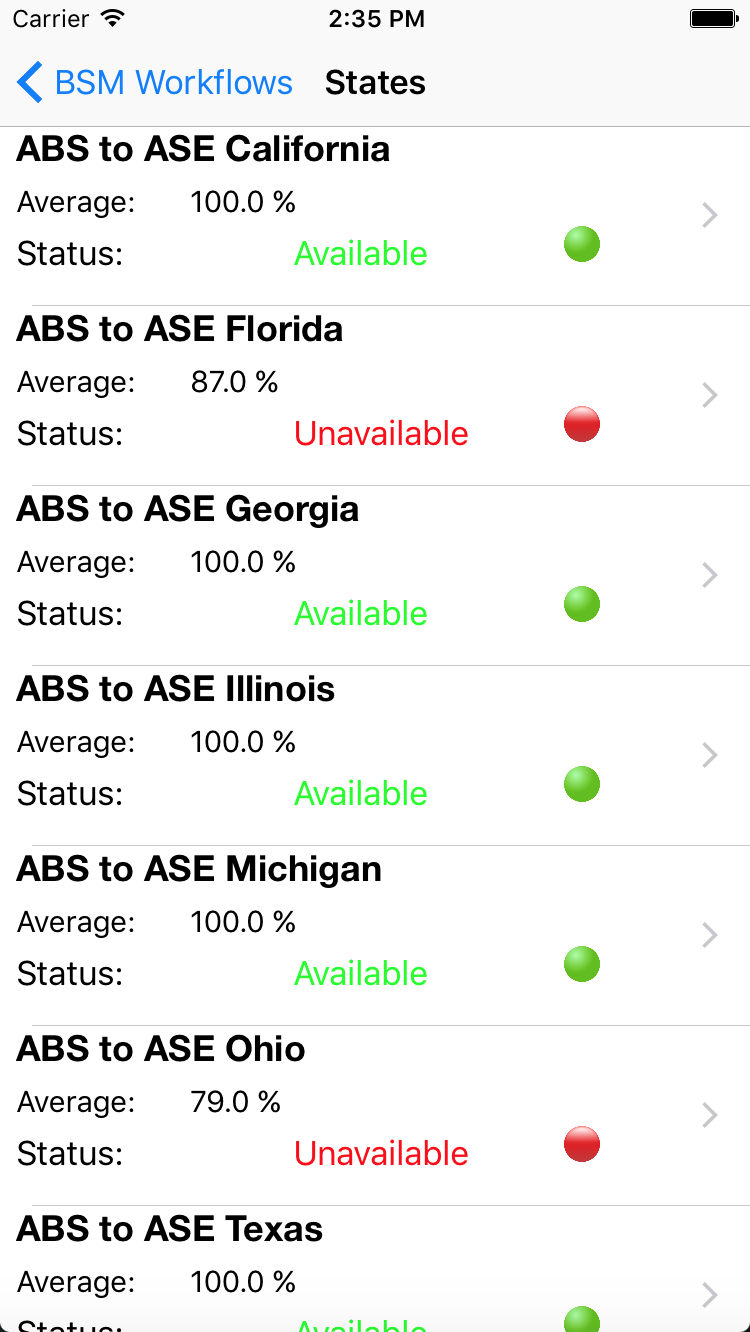 Carrier 2:35 PM
BSM Workflows States
ABS to ASE California
Average: 100.0 %
Status: Available
ABS to ASE Florida
Average: 87.0 %
Status: Unavailable
ABS to ASE Georgia
Average: 100.0 %
Status: Available
ABS to ASE Illinois
Average: 100.0 %
Status: Available
ABS to ASE Michigan
Average: 100.0 %
Status: Available
ABS to ASE Ohio
Average: 79.0 %
Status: Unavailable
ABS to ASE Texas
Average: 100.0 %
Status: Available